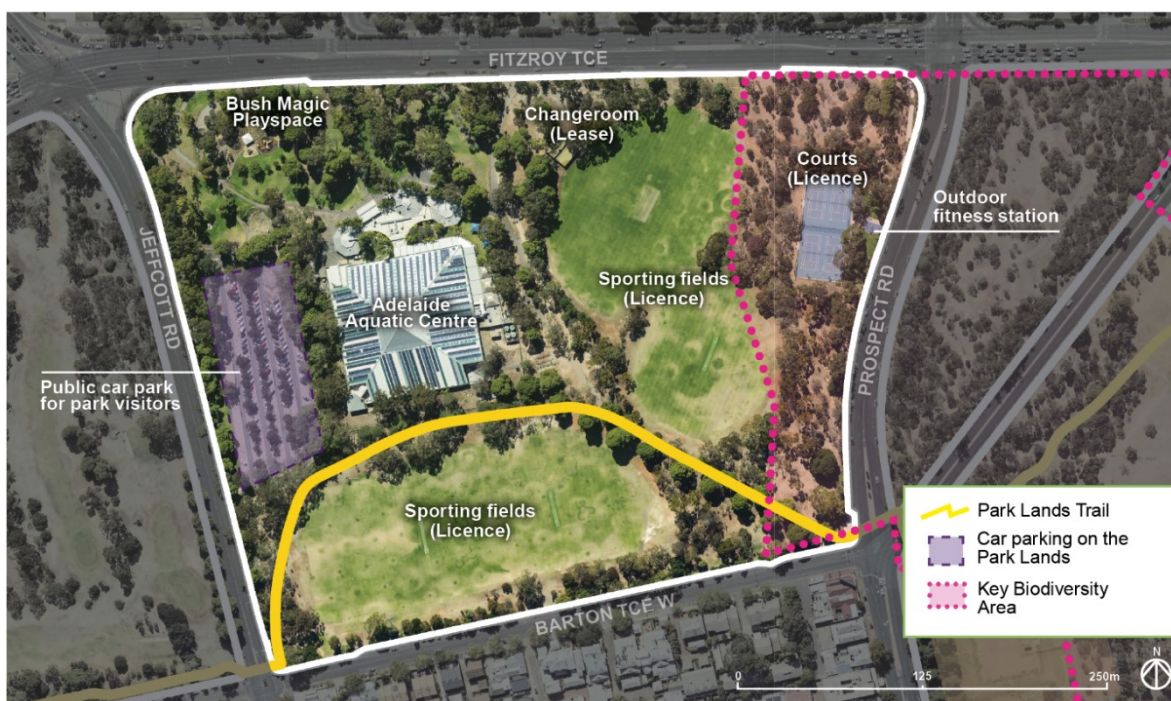 FITZROY TCE
Bush Magic
Playspace
Changeroom
(Lease)
Courts
(Licence)
Outdoor
fitness station
JEFFCOTT RD
Sporting fields
(Licence)
Adelaide
Aquatic Centre
PROSPECT RD
Public car park
for park visitors
Sporting fields
(Licence)
BARTON TCE W
Park Lands Trail
Car parking on the
Park Lands
Key Biodiversity
Area
N
0 125 250m